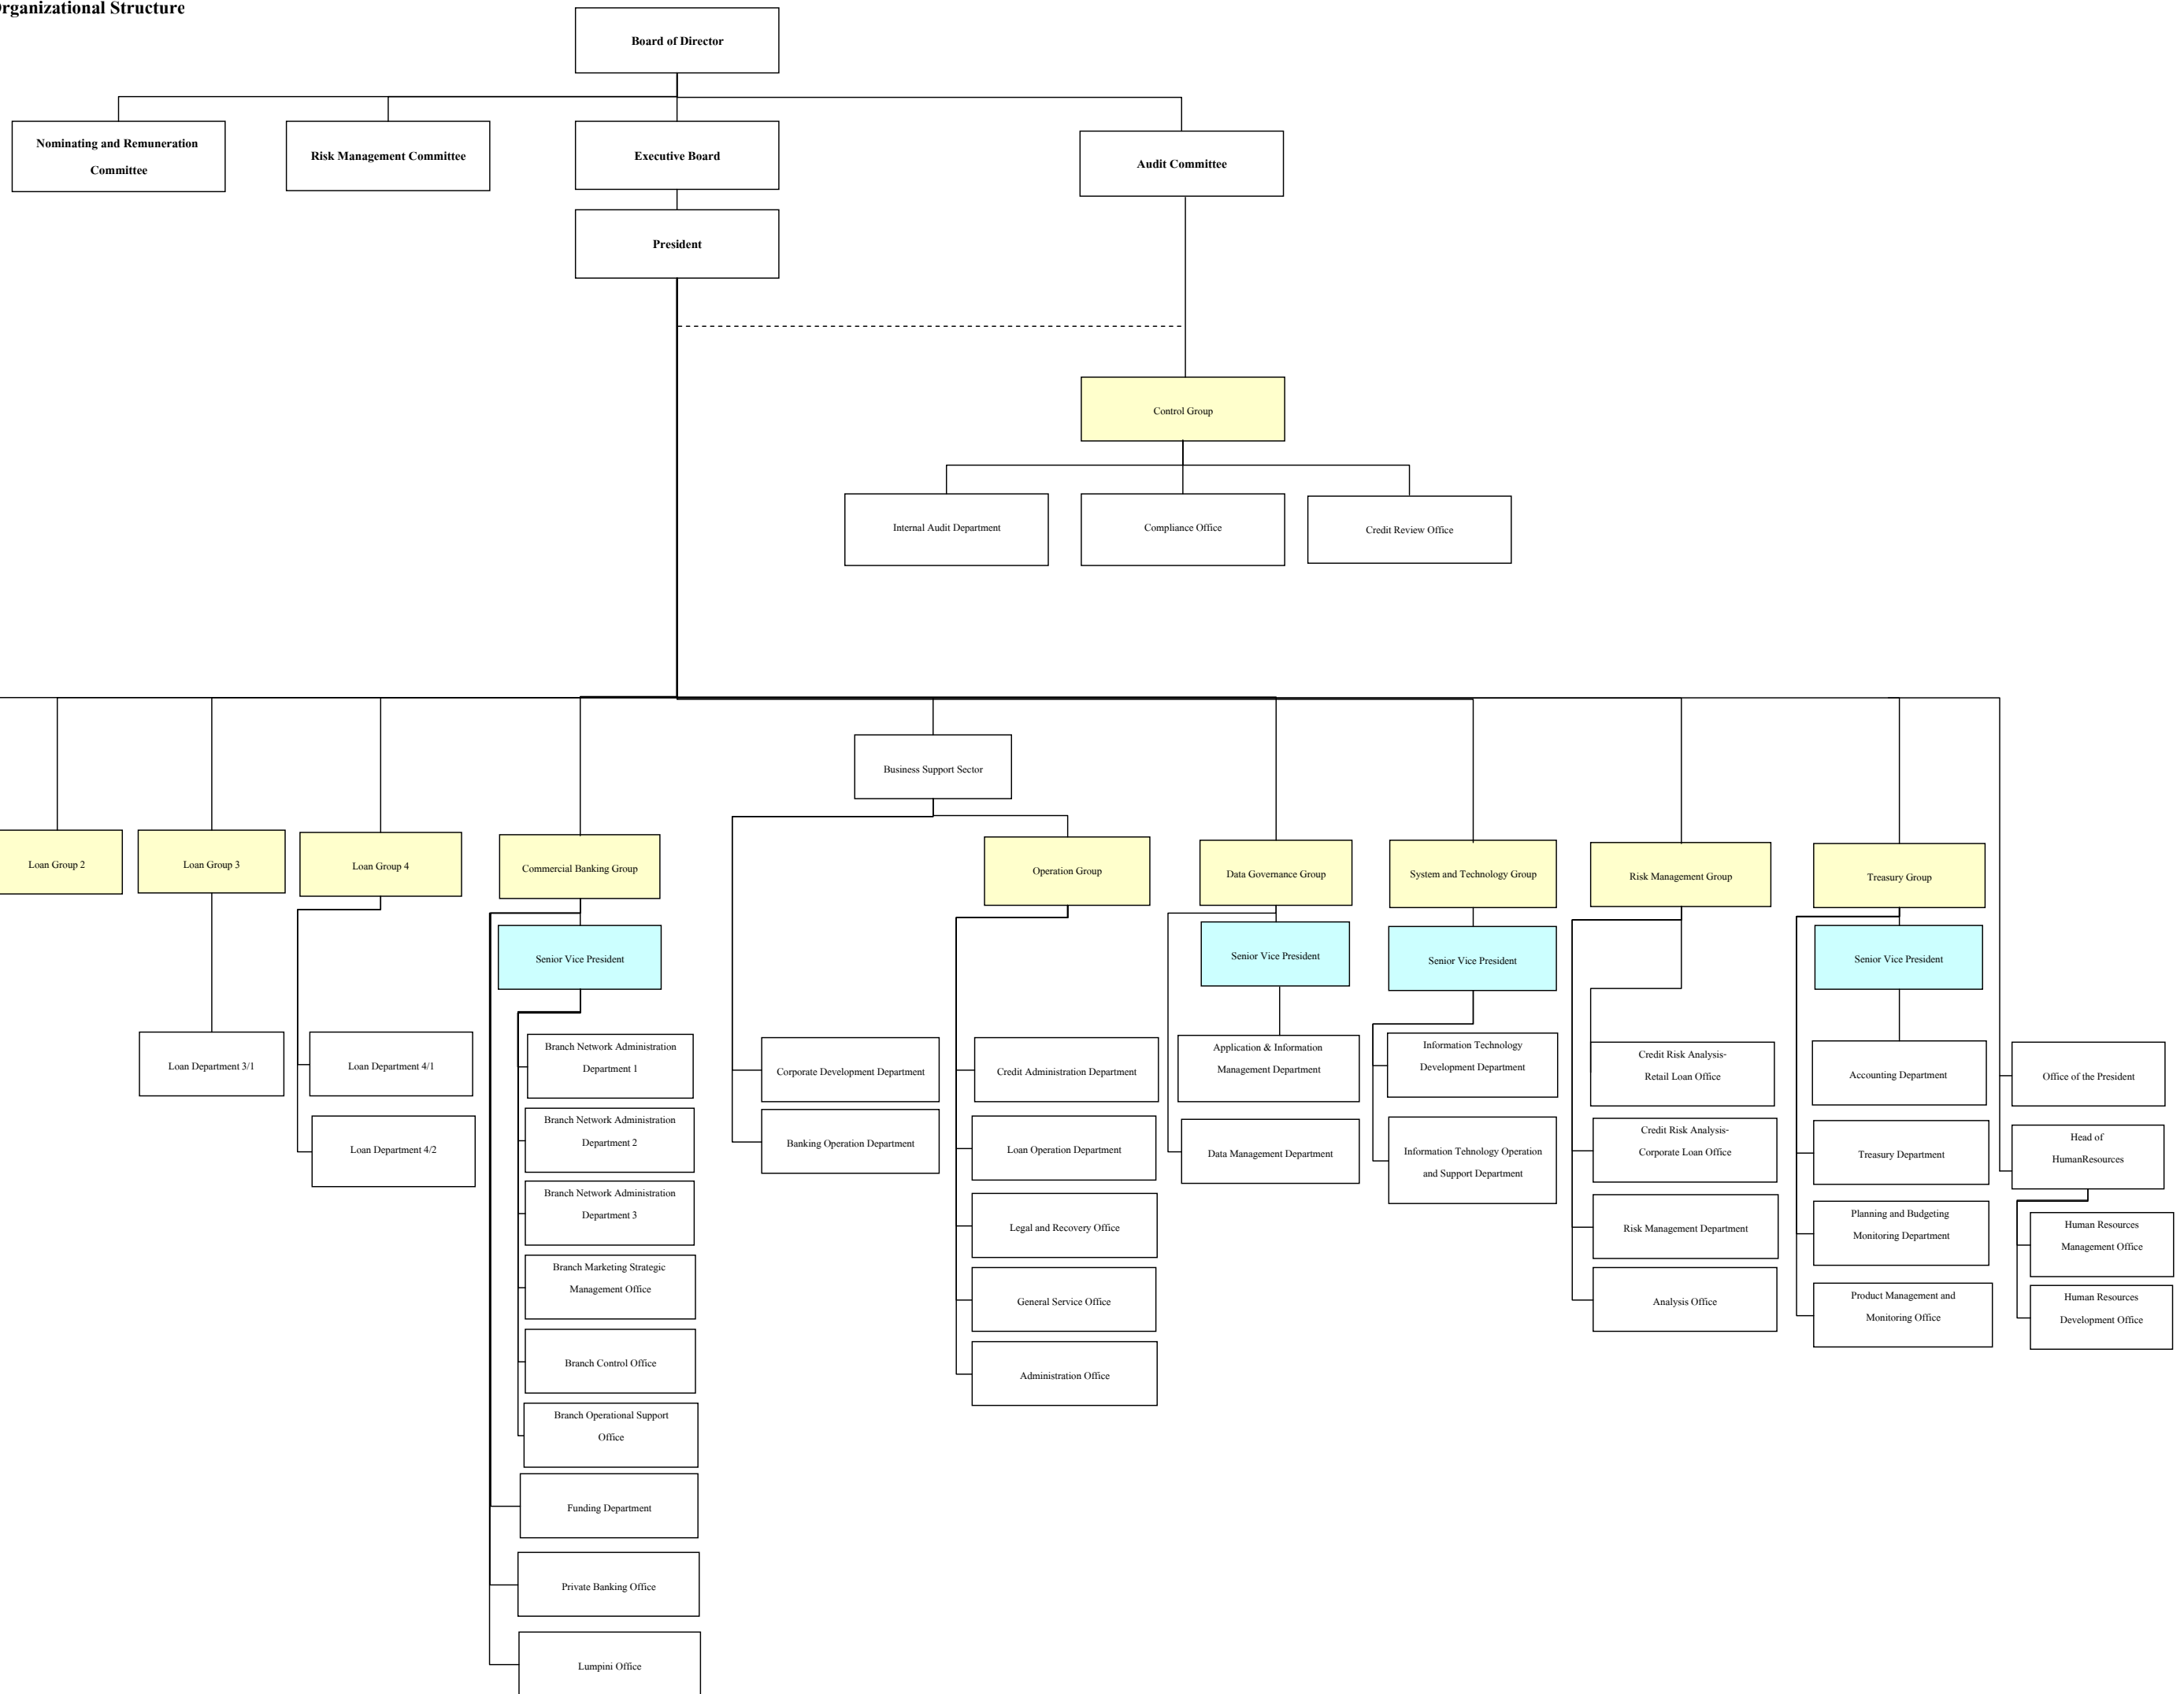 rganizational Structure
Board of Director
Nominating and Remuneration
Committee
Risk Management Committee
Executive Board
Audit Committee
President
Control Group
Internal Audit Department
Compliance Office
Credit Review Office
Business Support Sector
Loan Group 2
Loan Group 3
Loan Group 4
Commercial Banking Group
Operation Group
Data Governance Group
System and Technology Group
Risk Management Group
Treasury Group
Senior Vice President
Senior Vice President
Senior Vice President
Senior Vice President
Loan Department 3/1
Loan Department 4/1
Loan Department 4/2
Branch Network Administration
Department 1
Branch Network Administration
Department 2
Branch Network Administration
Department 3
Branch Marketing Strategic
Management Office
Branch Control Office
Branch Operational Support
Office
Funding Department
Private Banking Office
Lumpini Office
Corporate Development Department
Banking Operation Department
Credit Administration Department
Loan Operation Department
Legal and Recovery Office
General Service Office
Administration Office
Application & Information
Management Department
Data Management Department
Information Technology
Development Department
Information Tehnology Operation
and Support Department
Credit Risk Analysis-
Retail Loan Office
Credit Risk Analysis-
Corporate Loan Office
Risk Management Department
Analysis Office
Accounting Department
Treasury Department
Planning and Budgeting
Monitoring Department
Product Management and
Monitoring Office
Office of the President
Head of
HumanResources
Human Resources
Management Office
Human Resources
Development Office